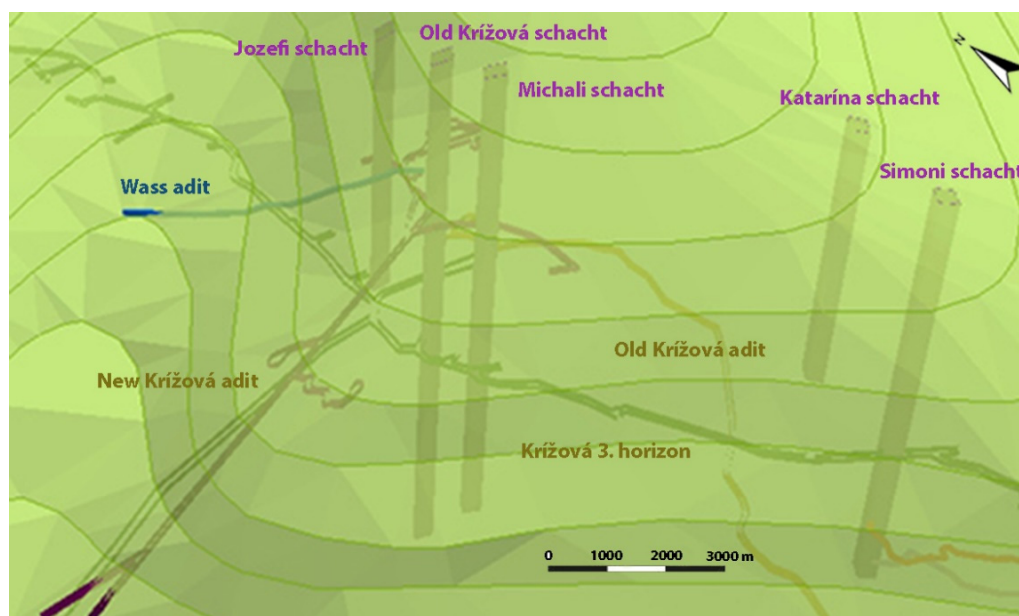 Jozefi schacht
Old Krížová schacht
N
Michali schacht
Katarína schacht
Simoni schacht
Wass adit
Old Krížová adit
New Krížová adit
Krížová 3. horizon
0 1000 2000 3000 m